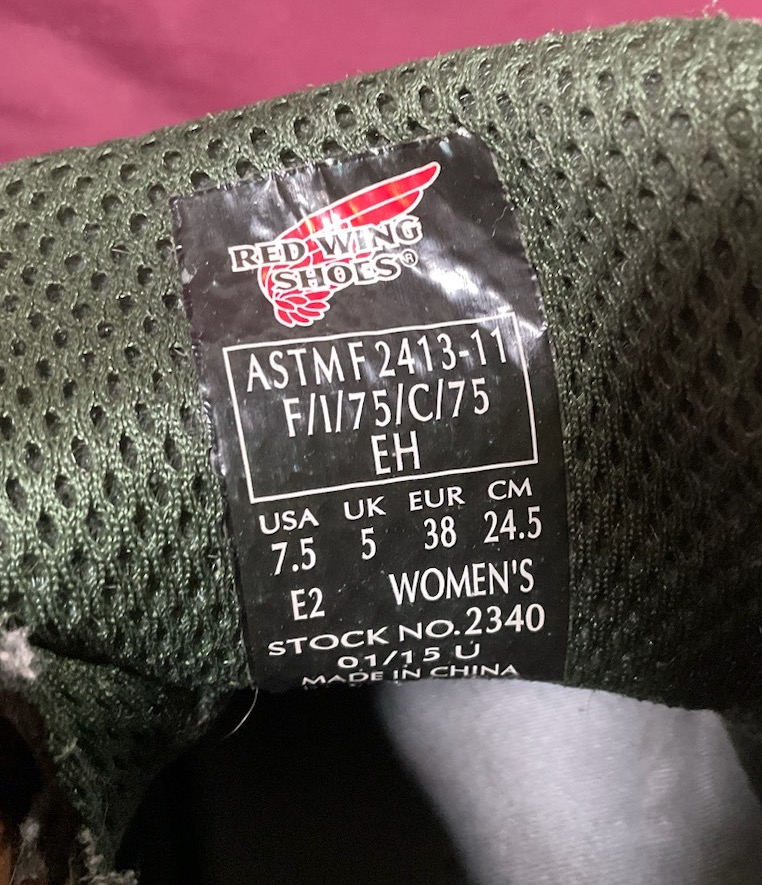 RED WING
SHOES®
ASTM F 2413-11
F/I/75/C/75
EH
USA UK EUR CM
7.5 5 38 24.5
E2 WOMEN'S
STOCK NO.2340
01/15 U
MADE IN CHINA